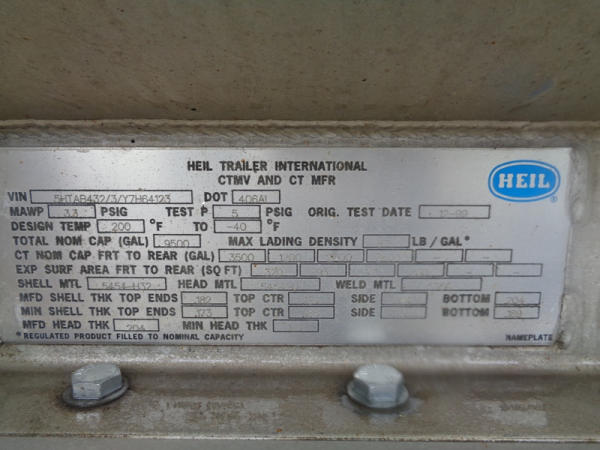 HEIL TRAILER INTERNATIONAL
CTMV AND CT MFR
HEIL
VIN 5HTAB432/3/Y7H64123 DOT 406AL
MAWP 3.3 PSIG TEST P 5 PSIG ORIG. TEST DATE 12-99
DESIGN TEMP 200 °F TO -40 °F
TOTAL NOM CAP (GAL) 9500 MAX LADING DENSITY LB / GAL*
CT NOM CAP FRT TO REAR (GAL) 3500
EXP SURF AREA FRT TO REAR (SQ FT)
SHELL MTL 5454-H32 HEAD MTL WELD MTL
MFD SHELL THK TOP ENDS .182 TOP CTR SIDE BOTTOM .204
MIN SHELL THK TOP ENDS .173 TOP CTR SIDE BOTTOM .189
MFD HEAD THK .204 MIN HEAD THK
*REGULATED PRODUCT FILLED TO NOMINAL CAPACITY NAMEPLATE